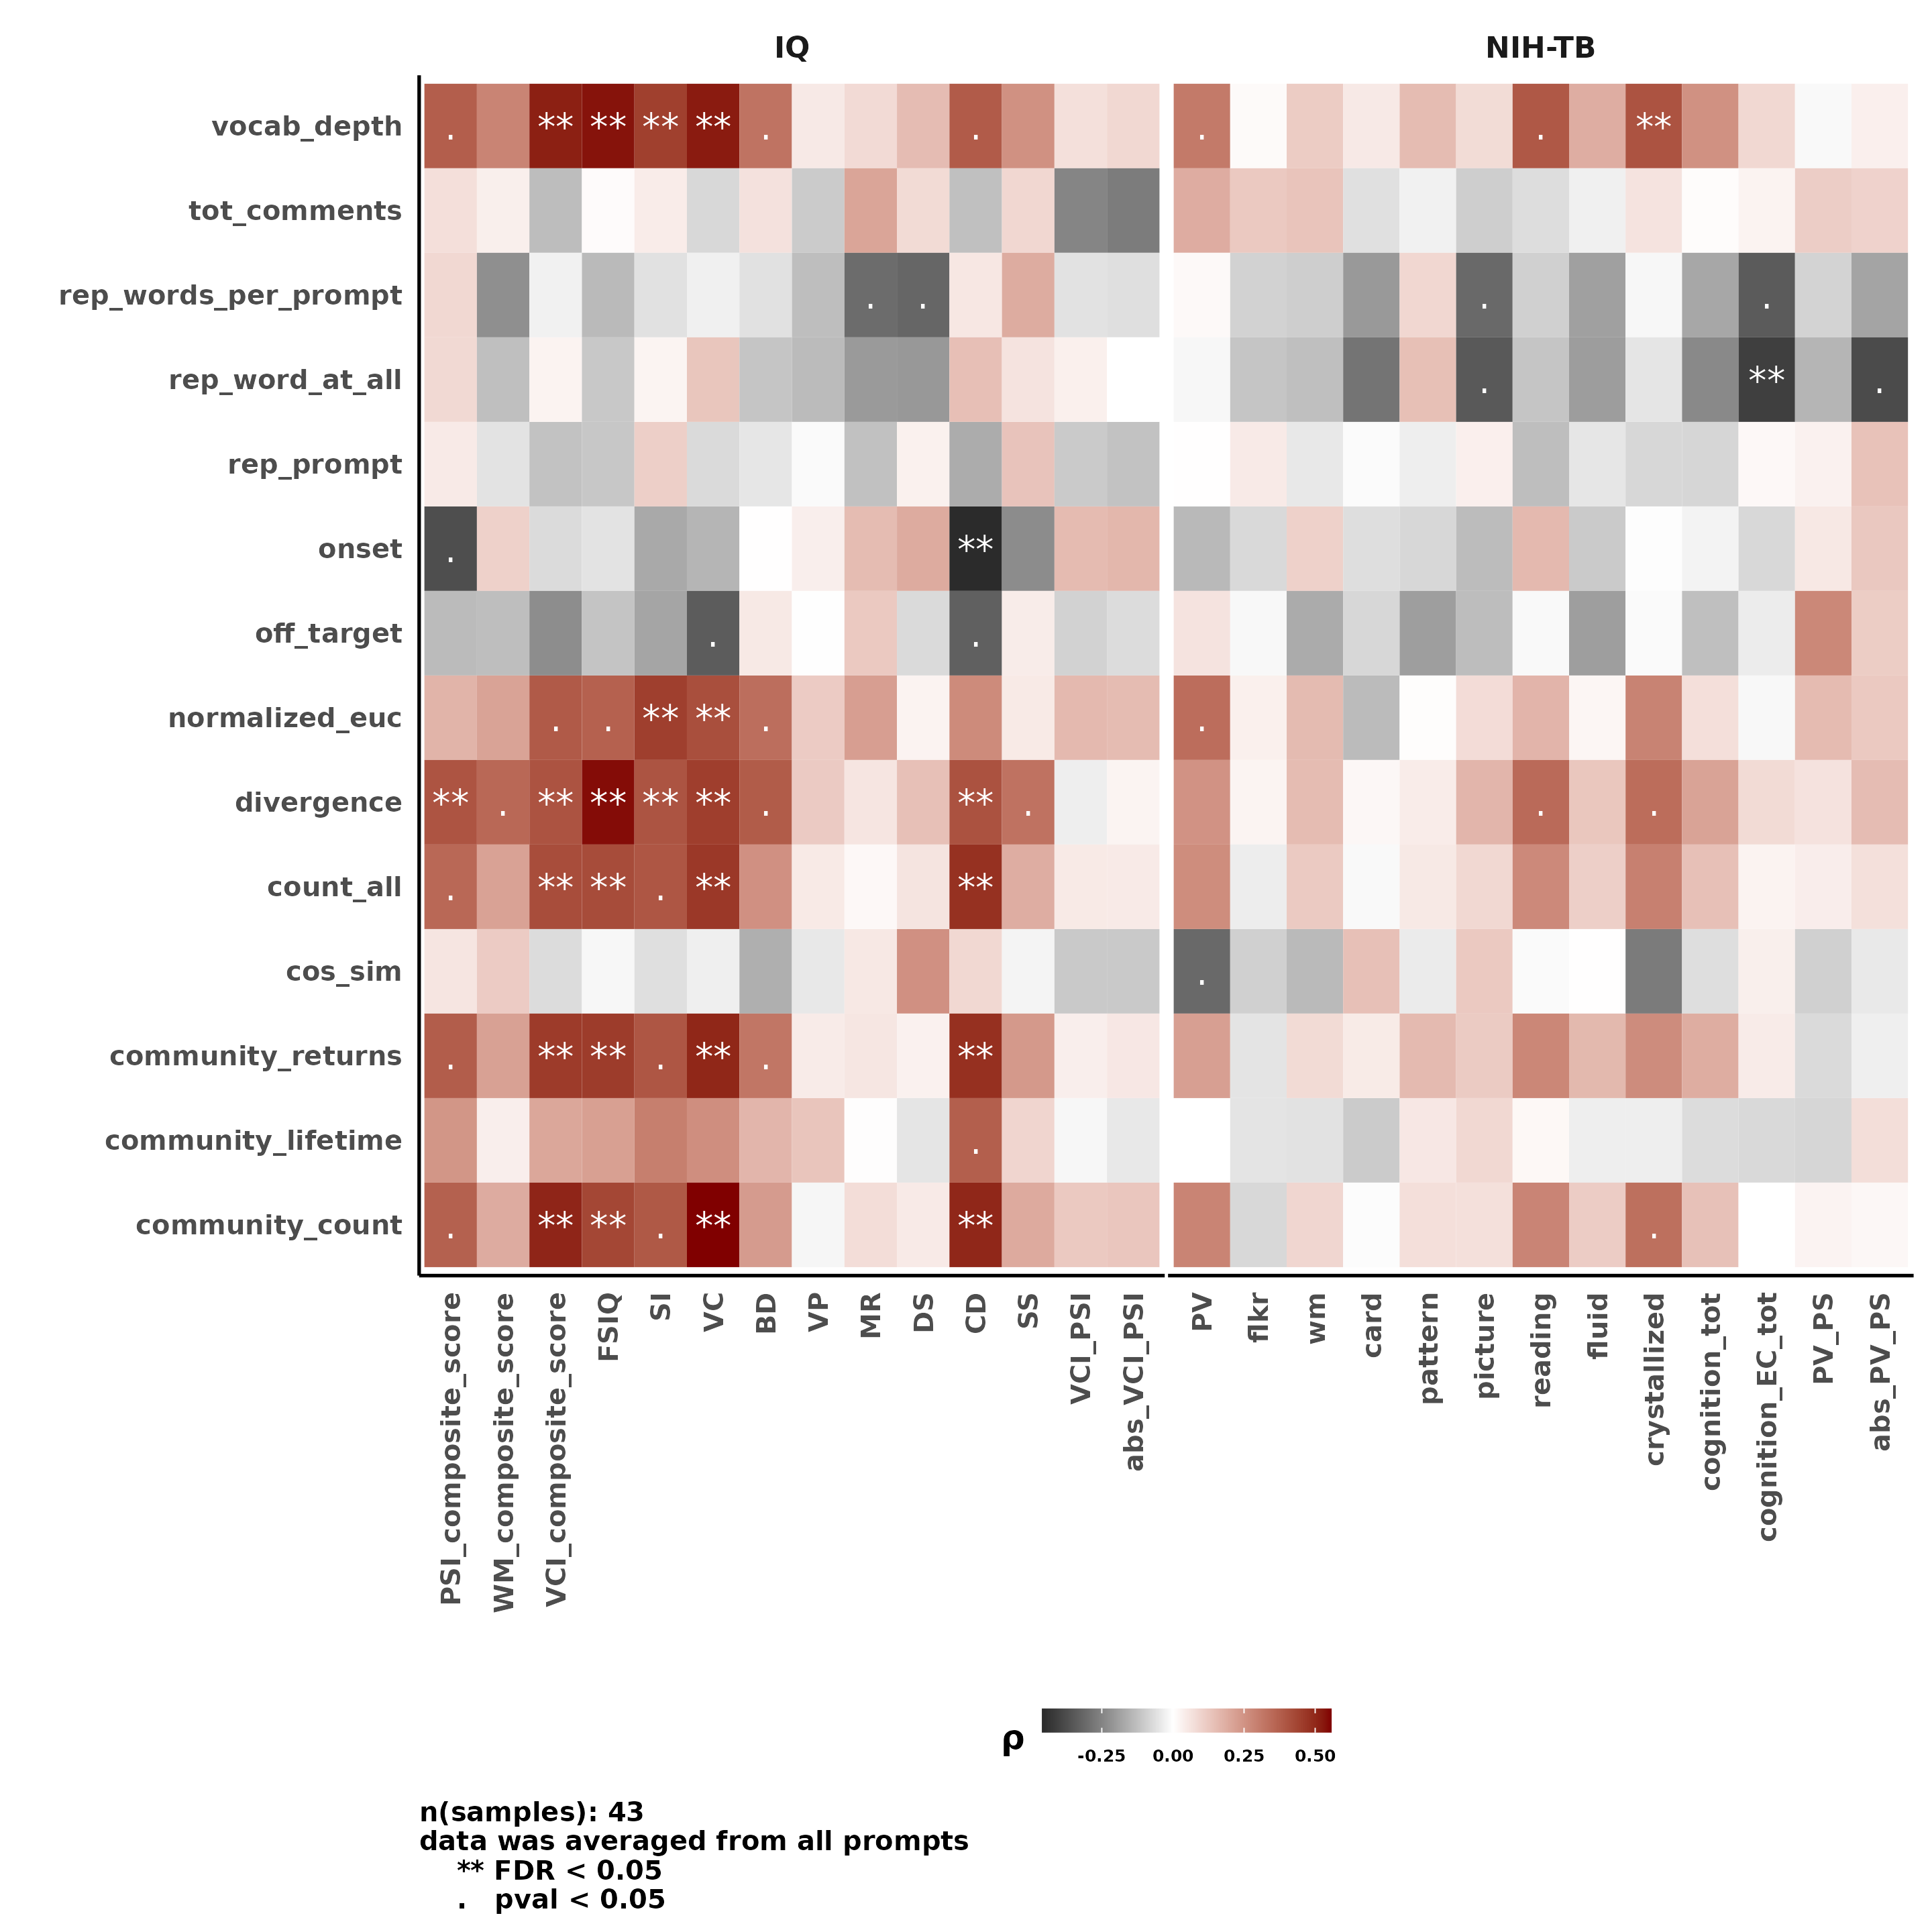 IQ
NIH-TB
vocab_depth . ** ** ** ** . . . . **
tot_comments
rep_words_per_prompt . . . .
rep_word_at_all . ** .
rep_prompt
onset . **
off_target . .
normalized_euc . . ** ** . .
divergence ** . ** ** ** ** . ** . . .
count_all . ** ** . ** **
cos_sim .
community_returns . ** ** . ** . **
community_lifetime .
community_count . ** ** . ** ** .
PSI_composite_score
WM_composite_score
VCI_composite_score
FSIQ
SI
VC
BD
VP
MR
DS
CD
SS
VCI_PSI
abs_VCI_PSI
PV
flkr
wm
card
pattern
picture
reading
fluid
crystallized
cognition_tot
cognition_EC_tot
PV_PS
abs_PV_PS
ρ
-0.25 0.00 0.25 0.50
n(samples): 43
data was averaged from all prompts
** FDR < 0.05
. pval < 0.05